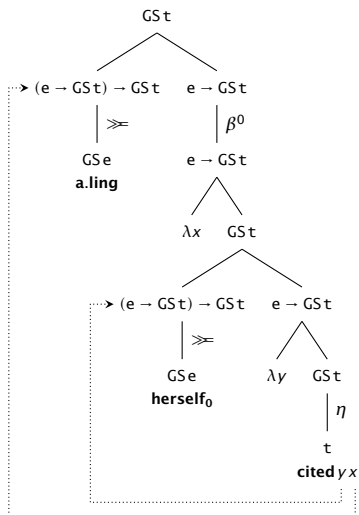 GSt
(e → GSt) → GSt e → GSt
≫= β⁰
GSe e → GSt
a.ling
λx GSt
(e → GSt) → GSt e → GSt
≫=
GSe λy GSt
herself₀
η
t
cited y x